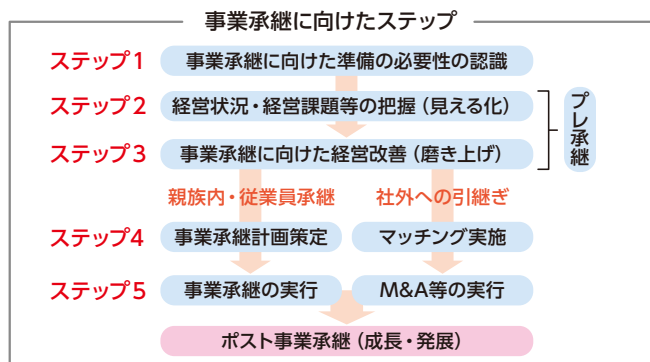 事業承継に向けたステップ
ステップ1 事業承継に向けた準備の必要性の認識
ステップ2 経営状況・経営課題等の把握（見える化）
プレ承継
ステップ3 事業承継に向けた経営改善（磨き上げ）
親族内・従業員承継 社外への引継ぎ
ステップ4 事業承継計画策定 マッチング実施
ステップ5 事業承継の実行 M&A等の実行
ポスト事業承継（成長・発展）